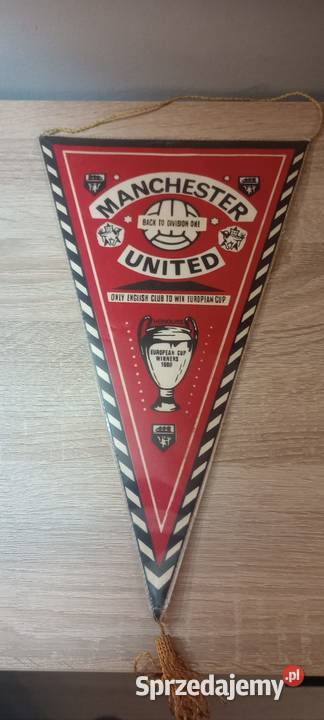 MANCHESTER
BACK TO DIVISION ONE
UNITED
ONLY ENGLISH CLUB TO WIN EUROPEAN CUP
EUROPEAN CUP
WINNERS
1968
Sprzedajemy.pl